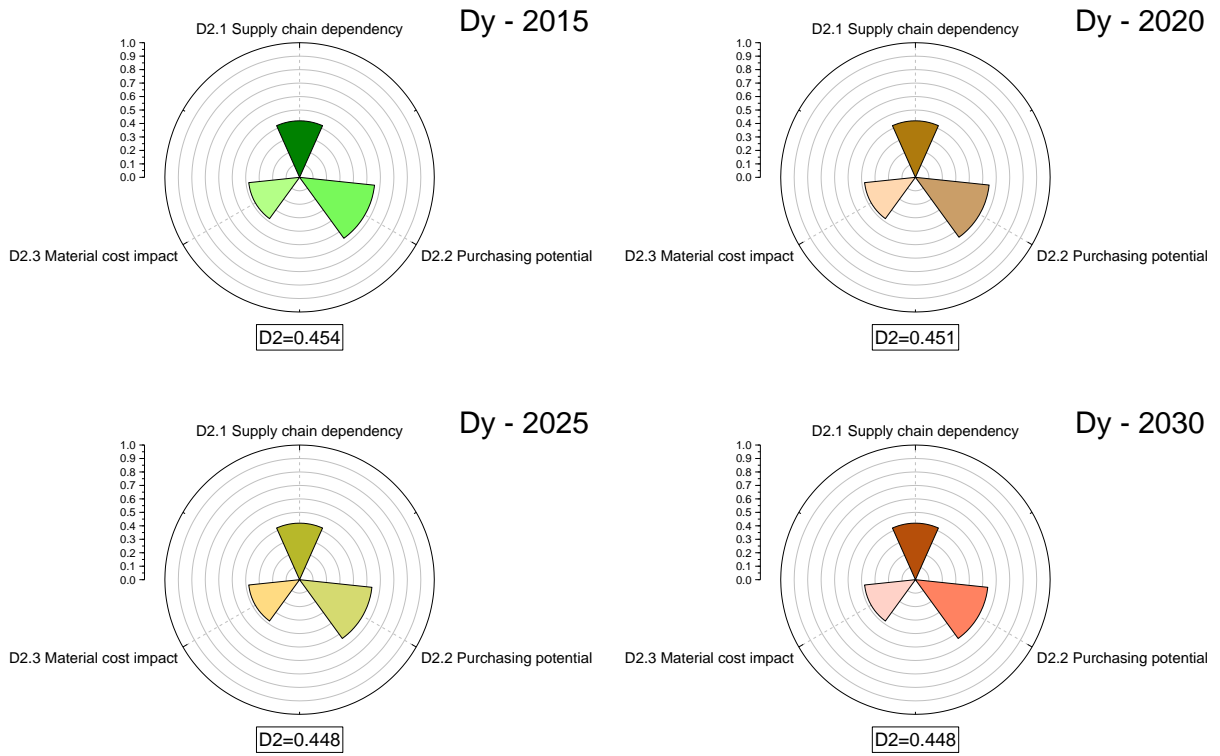 Dy - 2015
D2.1 Supply chain dependency
1.0
0.9
0.8
0.7
0.6
0.5
0.4
0.3
0.2
0.1
0.0
D2.3 Material cost impact
D2.2 Purchasing potential
D2=0.454
Dy - 2020
D2.1 Supply chain dependency
1.0
0.9
0.8
0.7
0.6
0.5
0.4
0.3
0.2
0.1
0.0
D2.3 Material cost impact
D2.2 Purchasing potential
D2=0.451
Dy - 2025
D2.1 Supply chain dependency
1.0
0.9
0.8
0.7
0.6
0.5
0.4
0.3
0.2
0.1
0.0
D2.3 Material cost impact
D2.2 Purchasing potential
D2=0.448
Dy - 2030
D2.1 Supply chain dependency
1.0
0.9
0.8
0.7
0.6
0.5
0.4
0.3
0.2
0.1
0.0
D2.3 Material cost impact
D2.2 Purchasing potential
D2=0.448